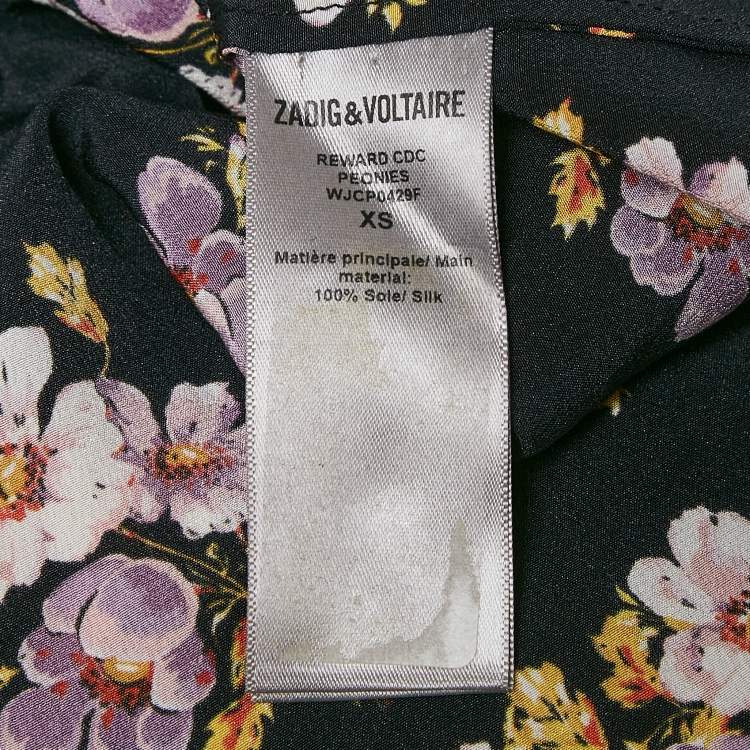 ZADIG&VOLTAIRE
REWARD CDC
PEONIES
WJCP0429F
XS
Matière principale/ Main
material:
100% Soie/ Silk